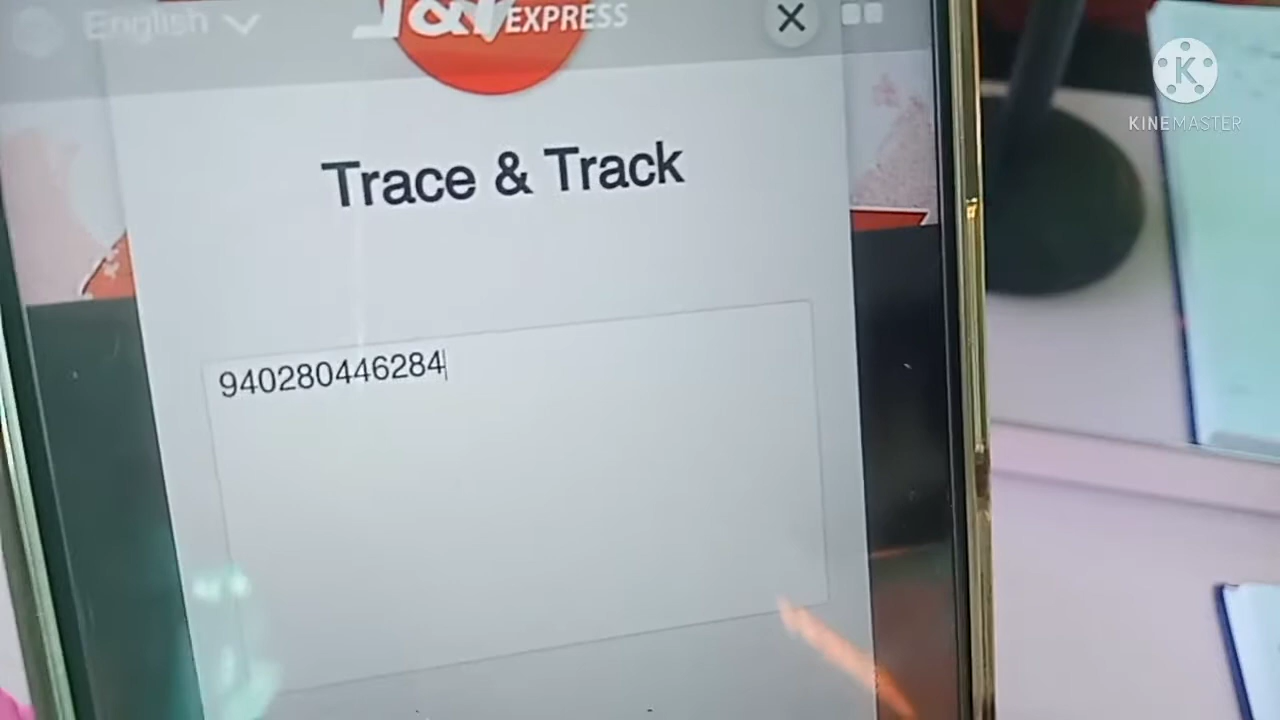 English
J&T EXPRESS
KINEMASTER
Trace & Track
940280446284